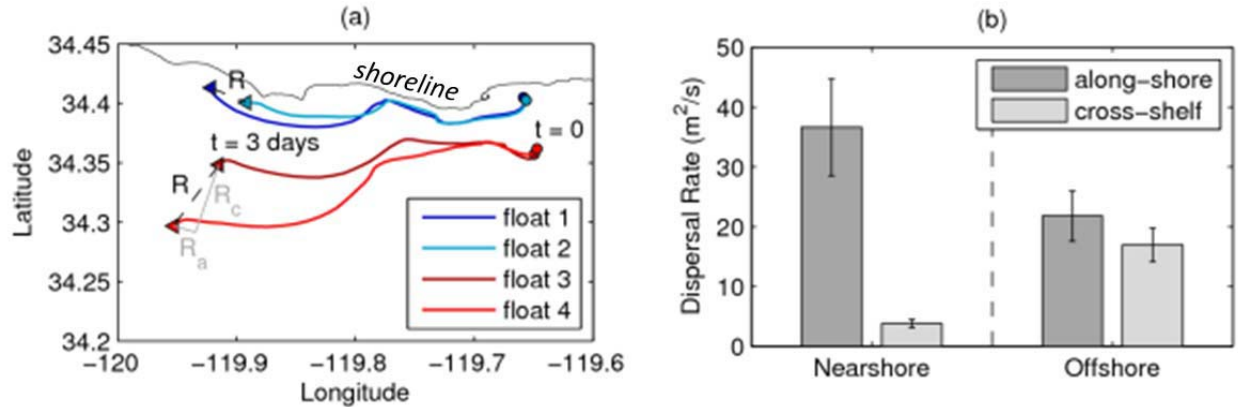 (a)
34.45
34.4
34.35
34.3
34.25
34.2
Latitude
−120
−119.9
−119.8
−119.7
−119.6
Longitude
shoreline
R
t = 0
t = 3 days
R
R_c
R_a
float 1
float 2
float 3
float 4
(b)
50
40
30
20
10
0
Dispersal Rate (m²/s)
along−shore
cross−shelf
Nearshore
Offshore